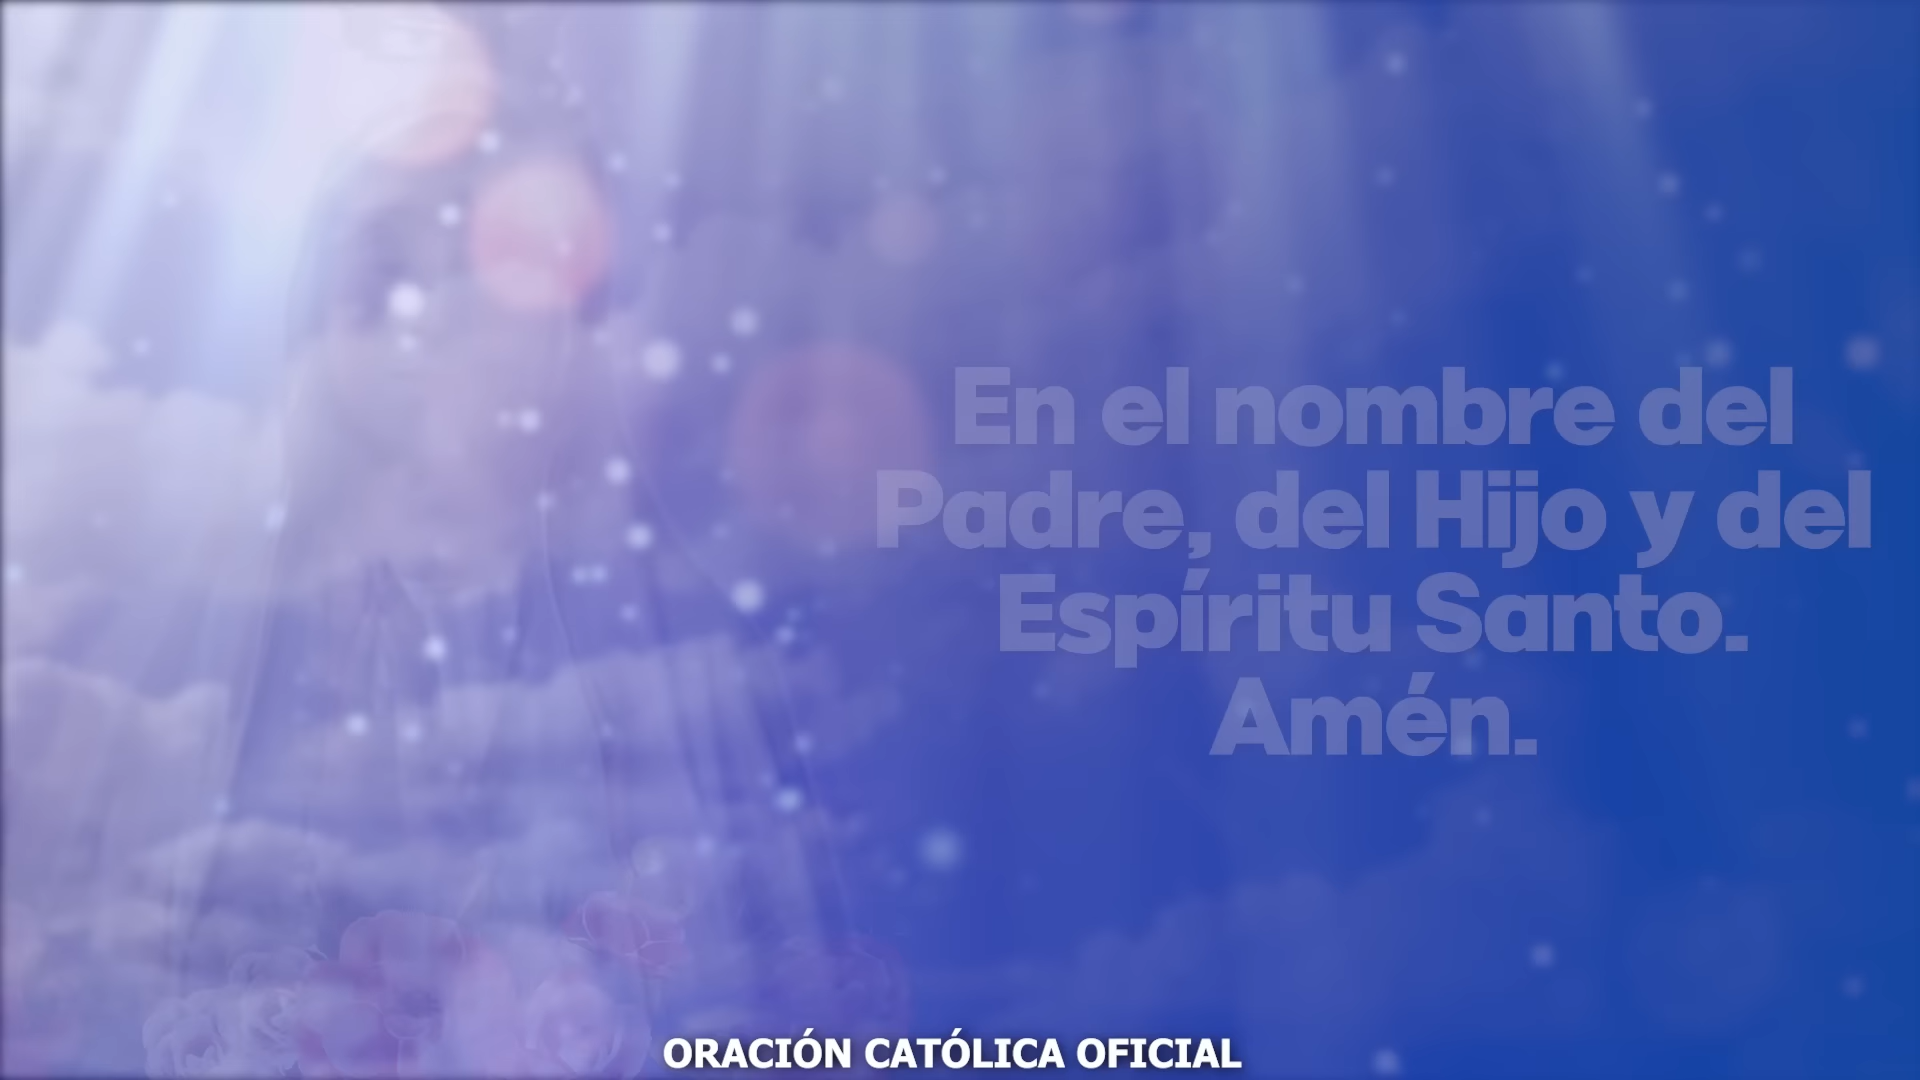 En el nombre del
Padre, del Hijo y del
Espíritu Santo.
Amén.
ORACIÓN CATÓLICA OFICIAL